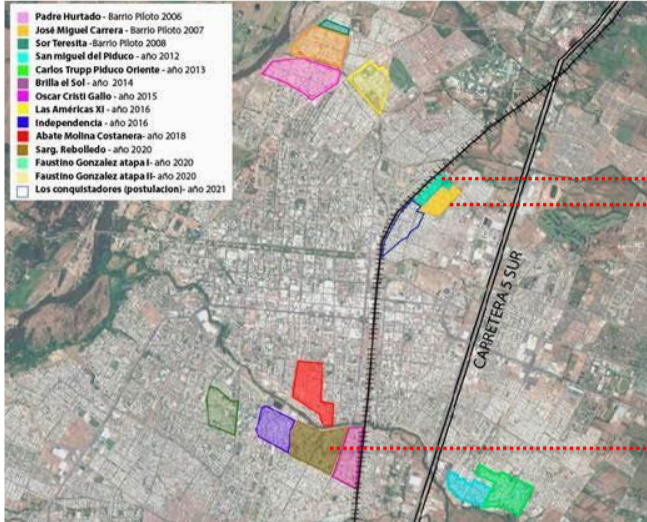 Padre Hurtado - Barrio Piloto 2006
José Miguel Carrera - Barrio Piloto 2007
Sor Teresita -Barrio Piloto 2008
San miguel del Piduco - año 2012
Carlos Trupp Piduco Oriente - año 2013
Brilla el Sol - año 2014
Oscar Cristi Gallo - año 2015
Las Américas XI - año 2016
Independencia - año 2016
Abate Molina Costanera- año 2018
Sarg. Rebolledo - año 2020
Faustino Gonzalez atapa I- año 2020
Faustino Gonzalez atapa II- año 2020
Los conquistadores (postulacion)- año 2021
CARRETERA 5 SUR